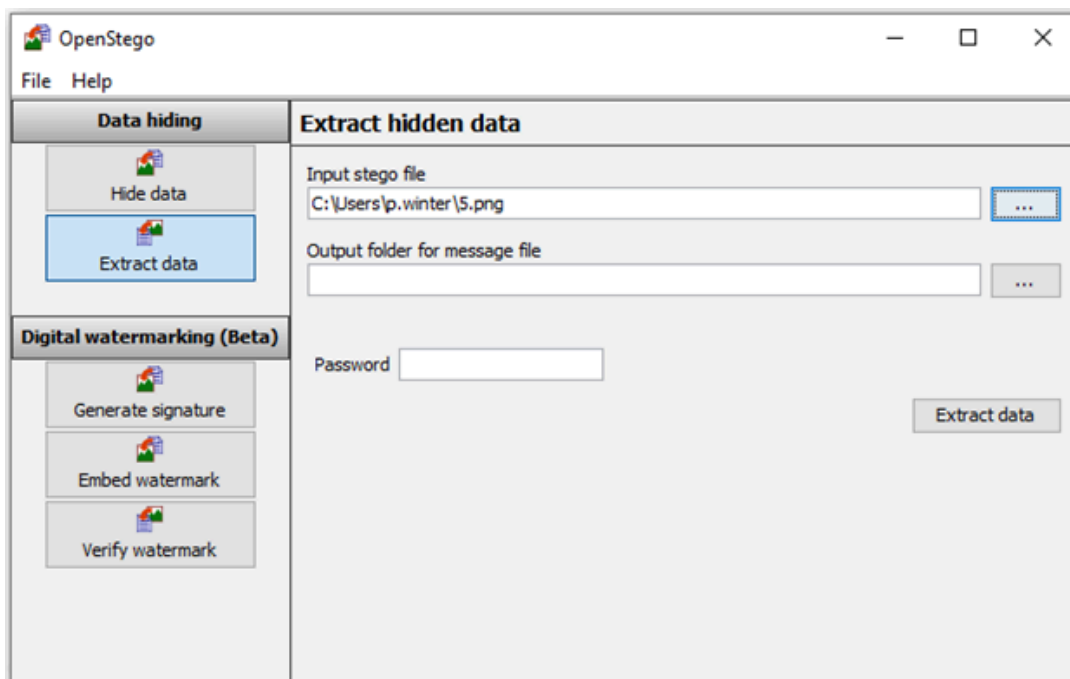 OpenStego
File Help
Data hiding
Hide data
Extract data
Digital watermarking (Beta)
Generate signature
Embed watermark
Verify watermark
Extract hidden data
Input stego file
C:\Users\p.winter\5.png
...
Output folder for message file
...
Password
Extract data